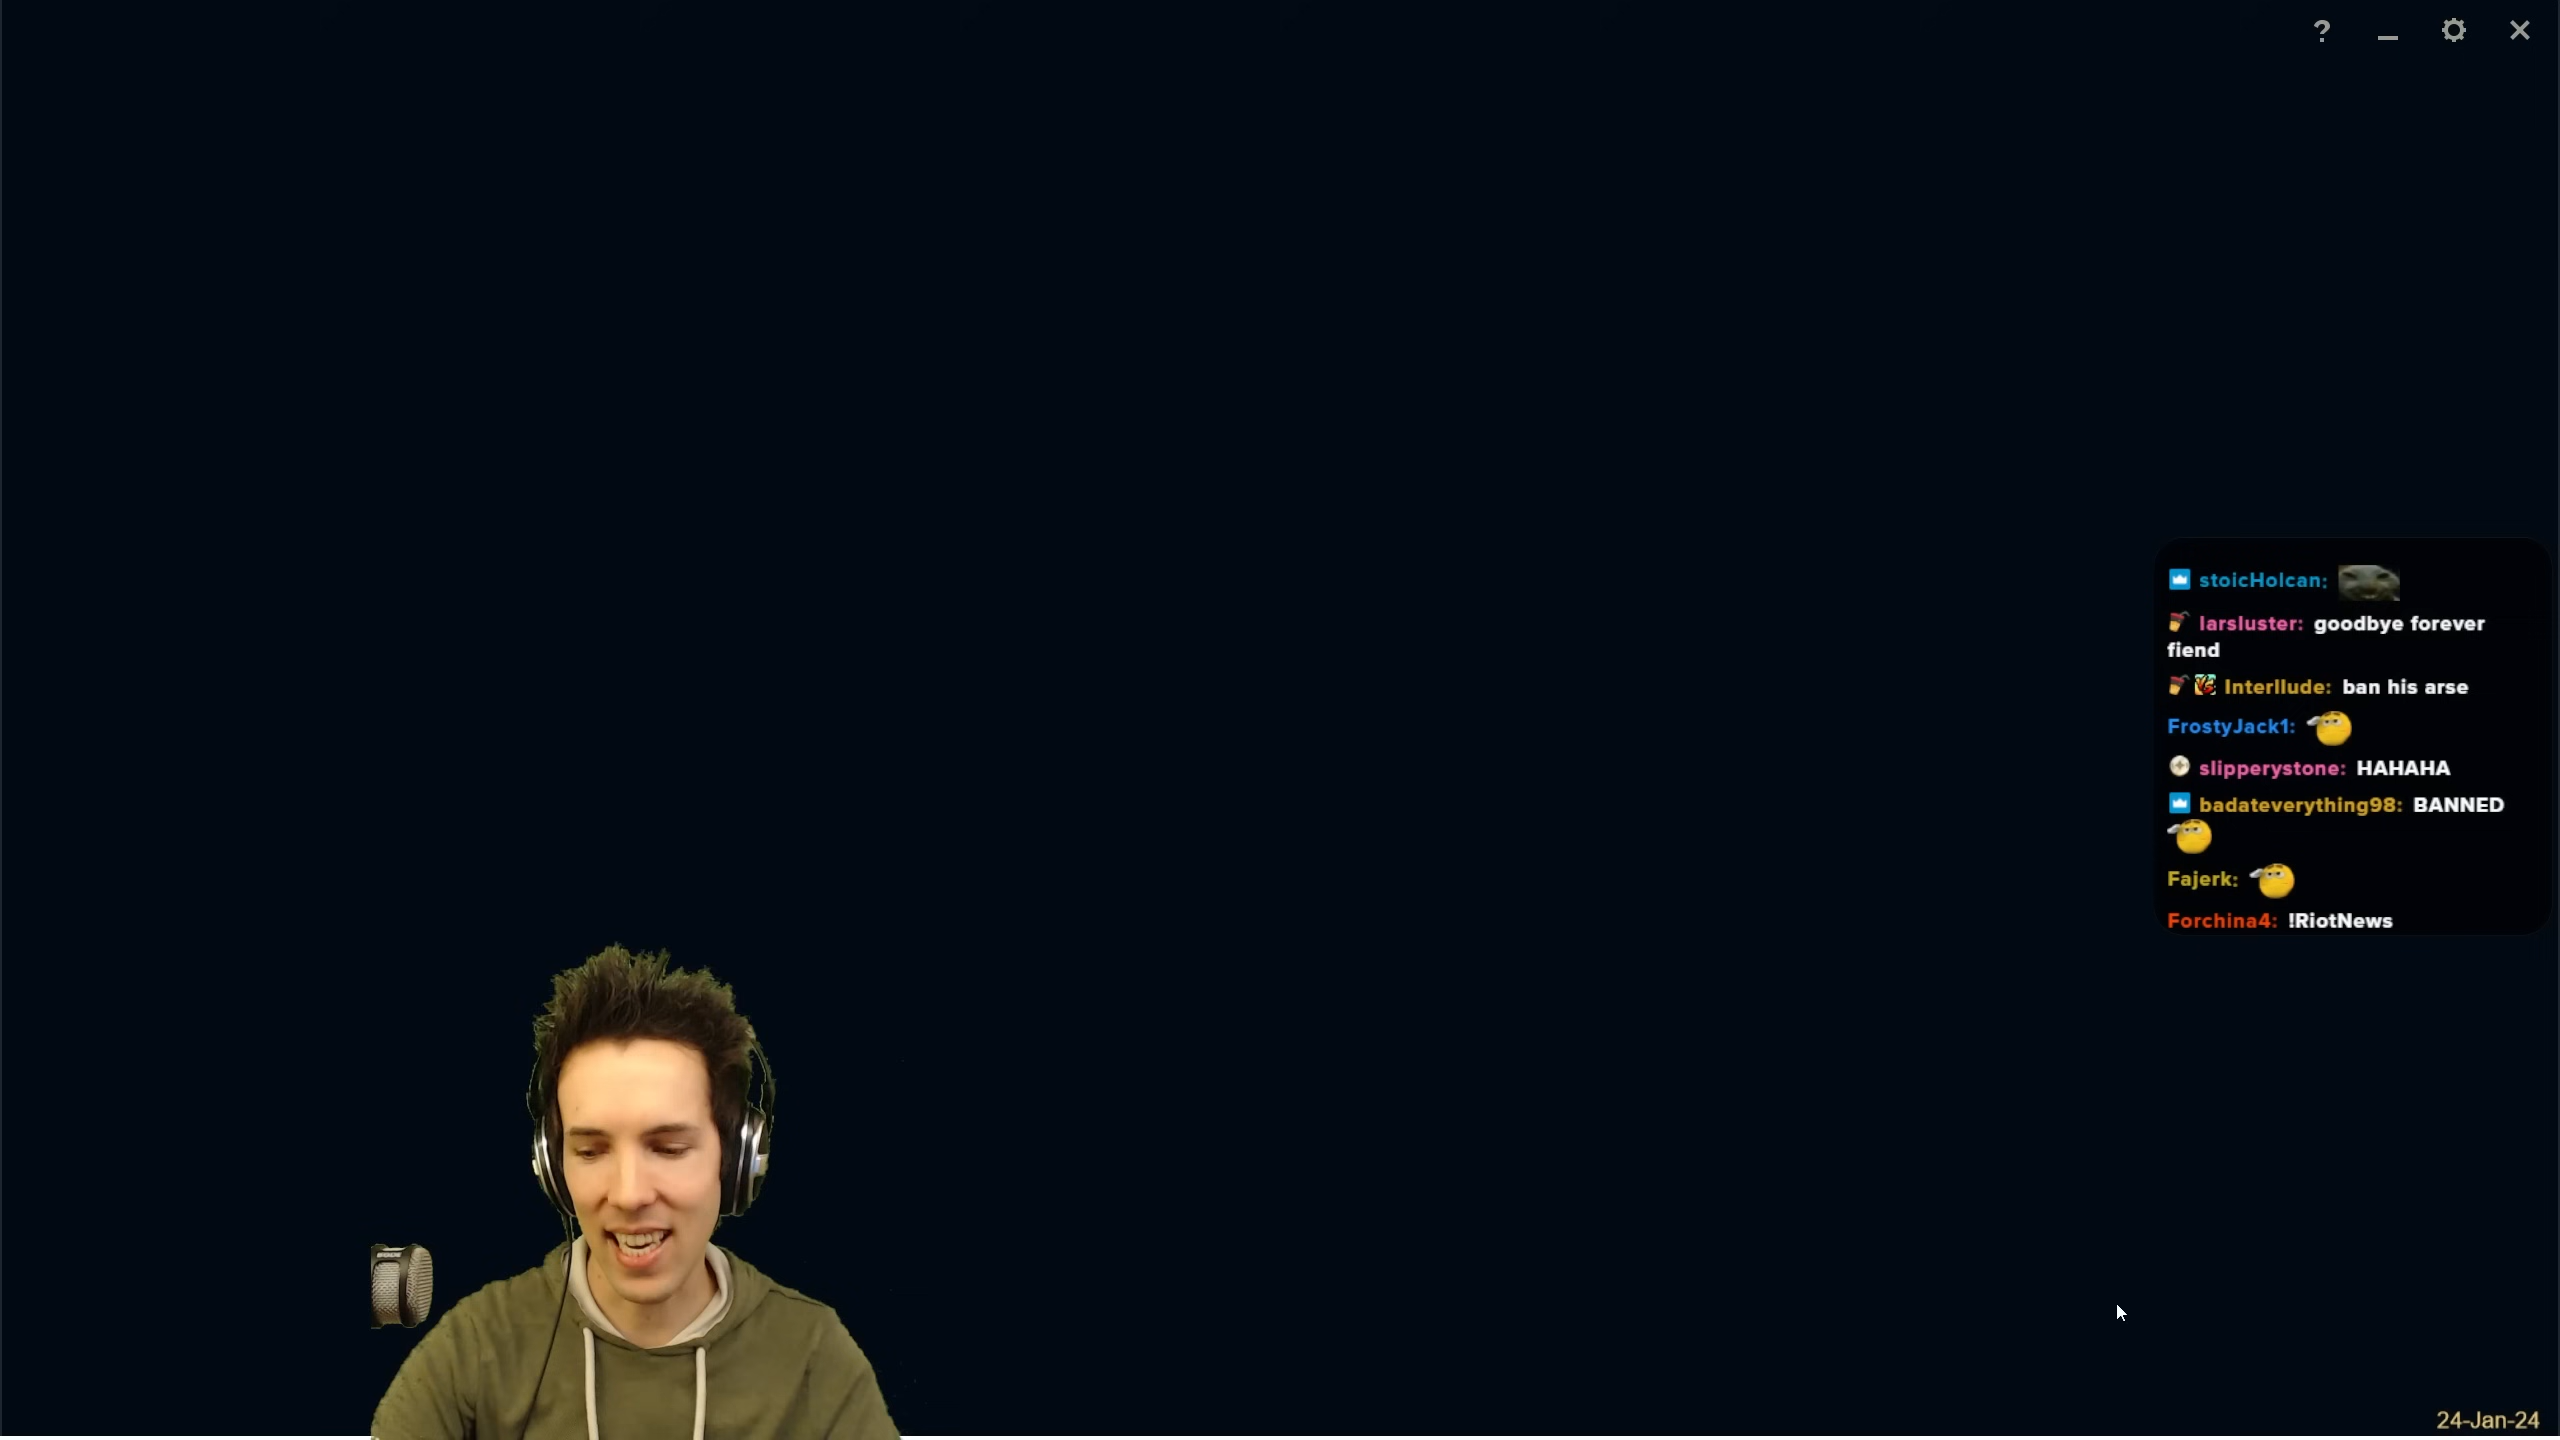 ?
stoicHolcan:
larsluster: goodbye forever
fiend
Interllude: ban his arse
FrostyJack1:
slipperystone: HAHAHA
badateverything98: BANNED
Fajerk:
Forchina4: !RiotNews
24-Jan-24